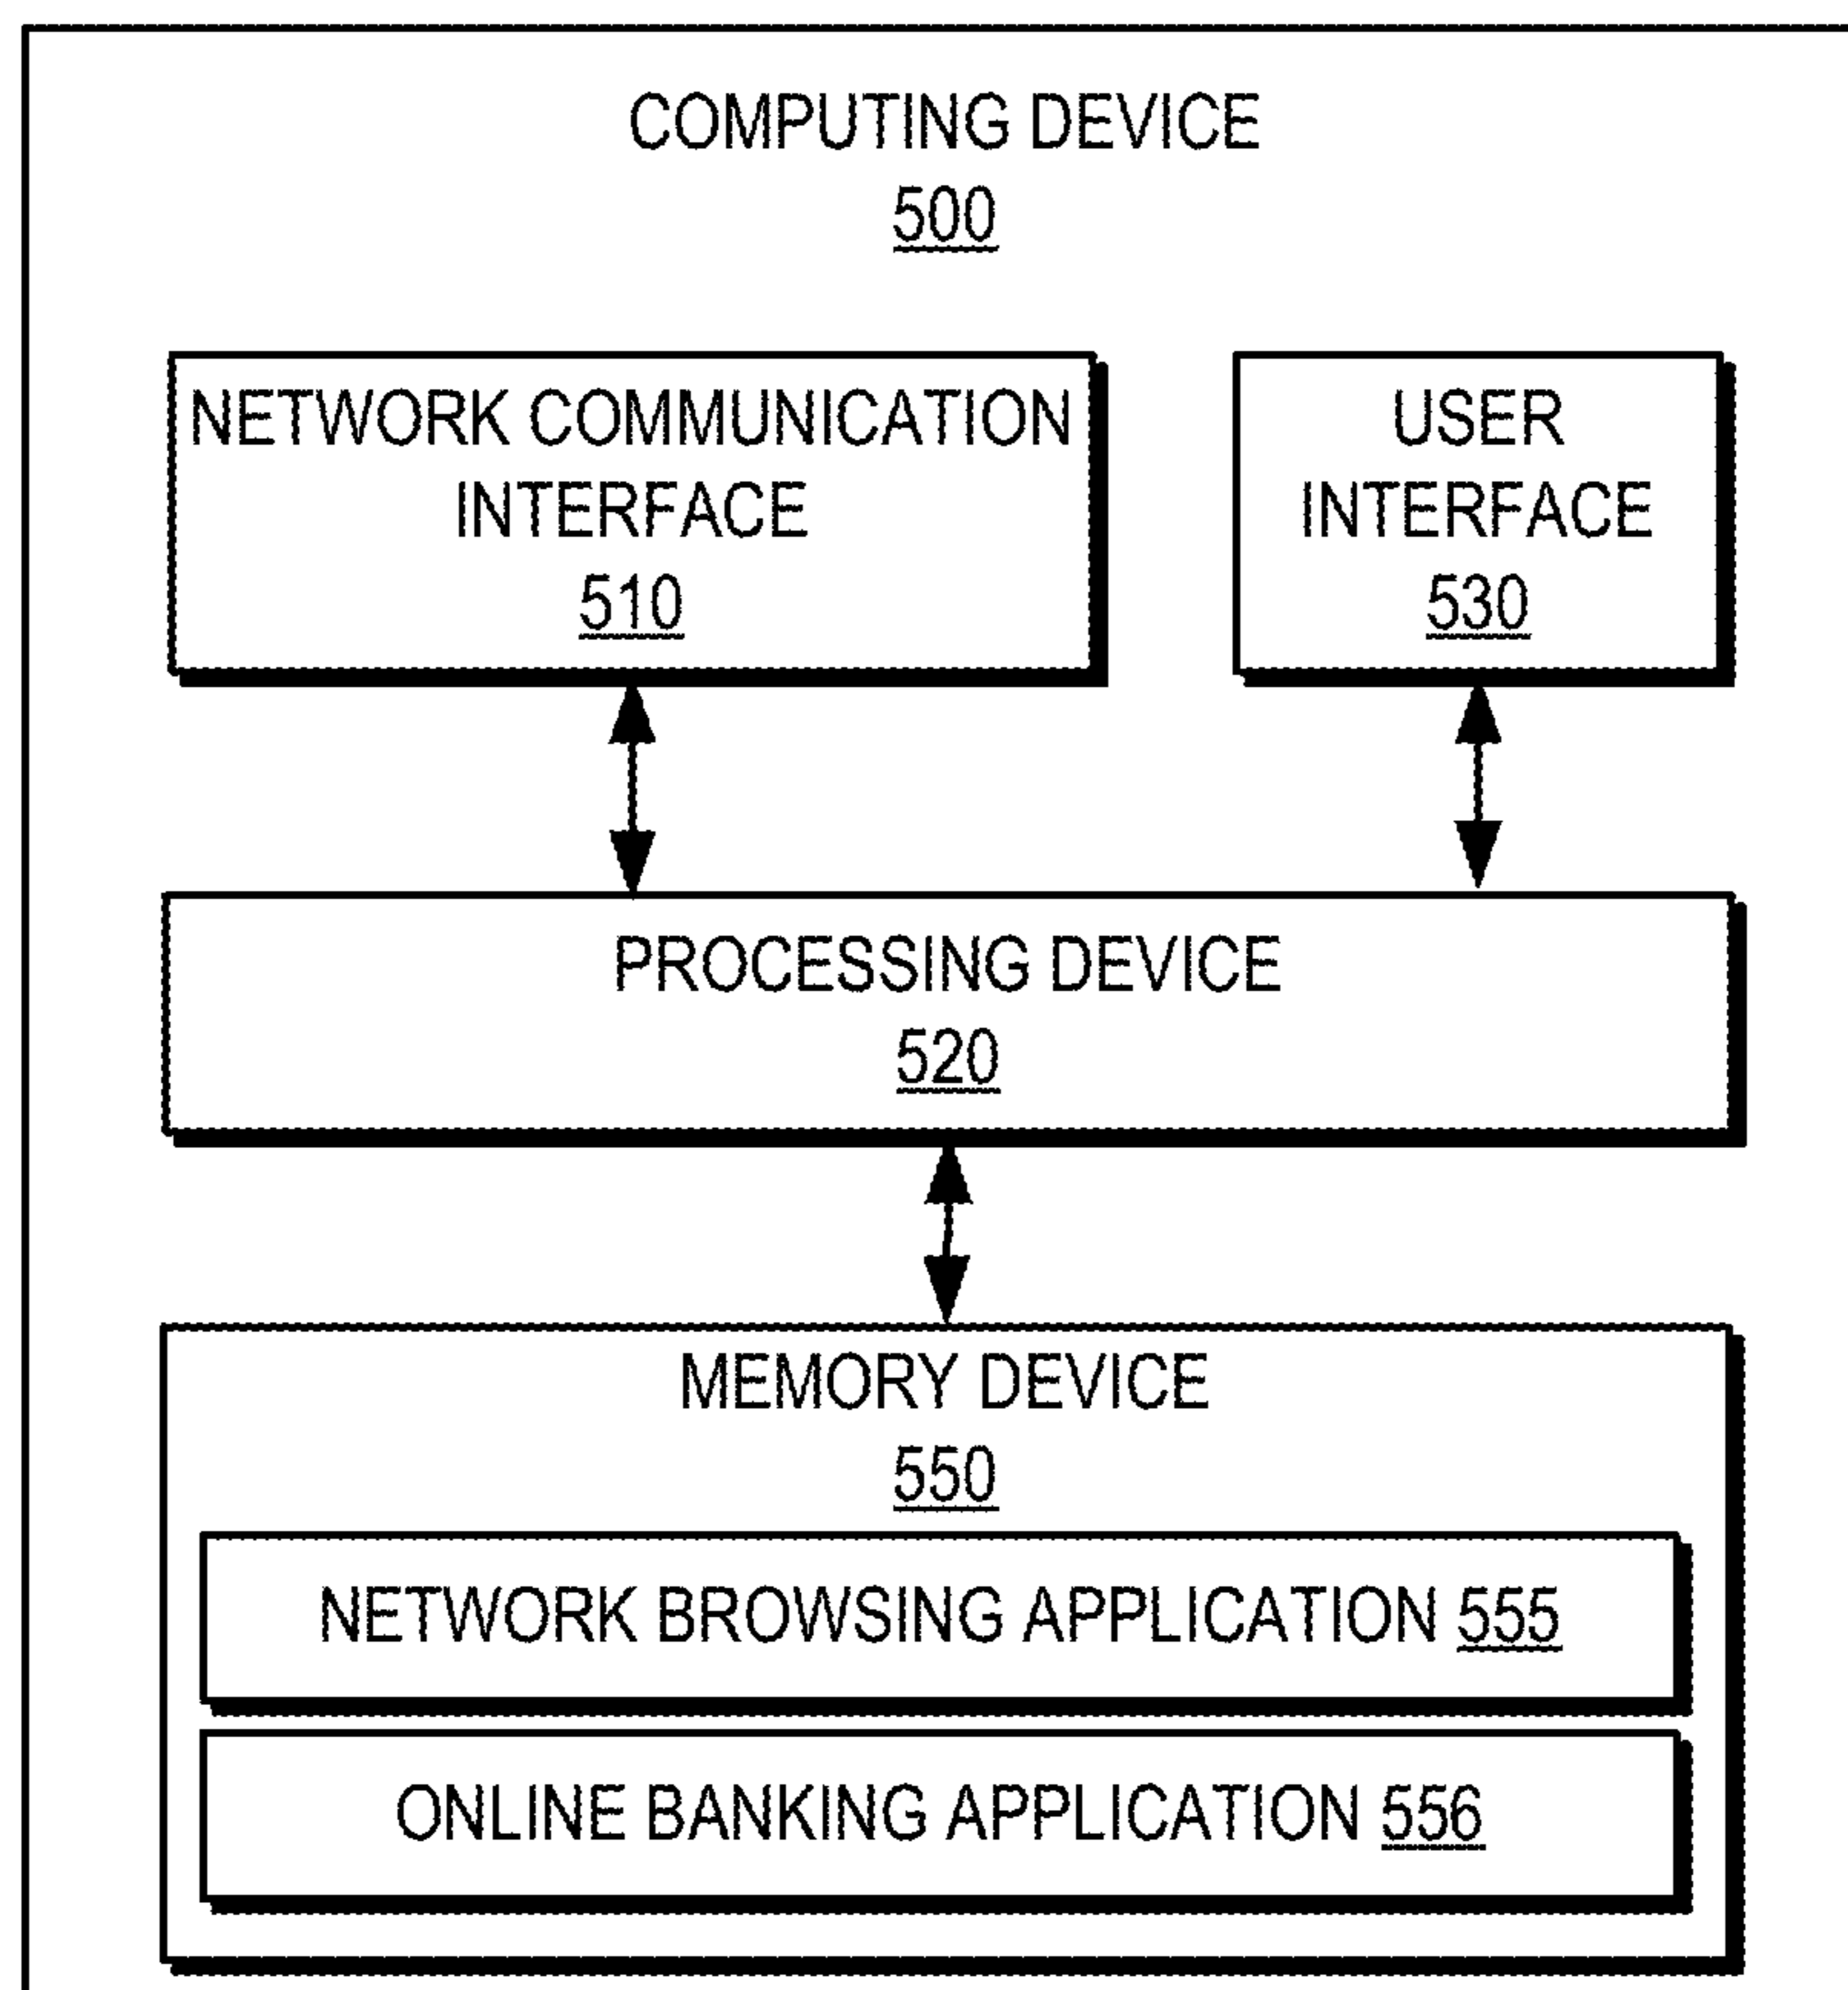 COMPUTING DEVICE
500
NETWORK COMMUNICATION
INTERFACE
510
USER
INTERFACE
530
PROCESSING DEVICE
520
MEMORY DEVICE
550
NETWORK BROWSING APPLICATION 555
ONLINE BANKING APPLICATION 556